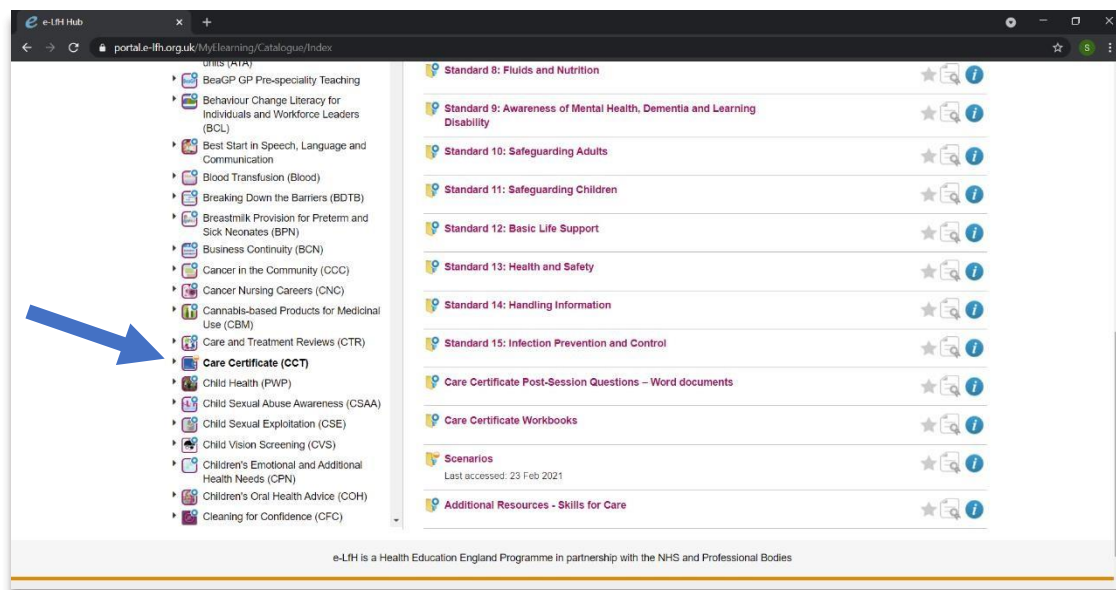 e-LfH Hub
portal.e-lfh.org.uk/MyElearning/Catalogue/Index
S
units (ATA)
BeaGP GP Pre-speciality Teaching
Behaviour Change Literacy for
Individuals and Workforce Leaders
(BCL)
Best Start in Speech, Language and
Communication
Blood Transfusion (Blood)
Breaking Down the Barriers (BDTB)
Breastmilk Provision for Preterm and
Sick Neonates (BPN)
Business Continuity (BCN)
Cancer in the Community (CCC)
Cancer Nursing Careers (CNC)
Cannabis-based Products for Medicinal
Use (CBM)
Care and Treatment Reviews (CTR)
Care Certificate (CCT)
Child Health (PWP)
Child Sexual Abuse Awareness (CSAA)
Child Sexual Exploitation (CSE)
Child Vision Screening (CVS)
Children's Emotional and Additional
Health Needs (CPN)
Children's Oral Health Advice (COH)
Cleaning for Confidence (CFC)
Standard 8: Fluids and Nutrition
Standard 9: Awareness of Mental Health, Dementia and Learning
Disability
Standard 10: Safeguarding Adults
Standard 11: Safeguarding Children
Standard 12: Basic Life Support
Standard 13: Health and Safety
Standard 14: Handling Information
Standard 15: Infection Prevention and Control
Care Certificate Post-Session Questions – Word documents
Care Certificate Workbooks
Scenarios
Last accessed: 23 Feb 2021
Additional Resources - Skills for Care
e-LfH is a Health Education England Programme in partnership with the NHS and Professional Bodies